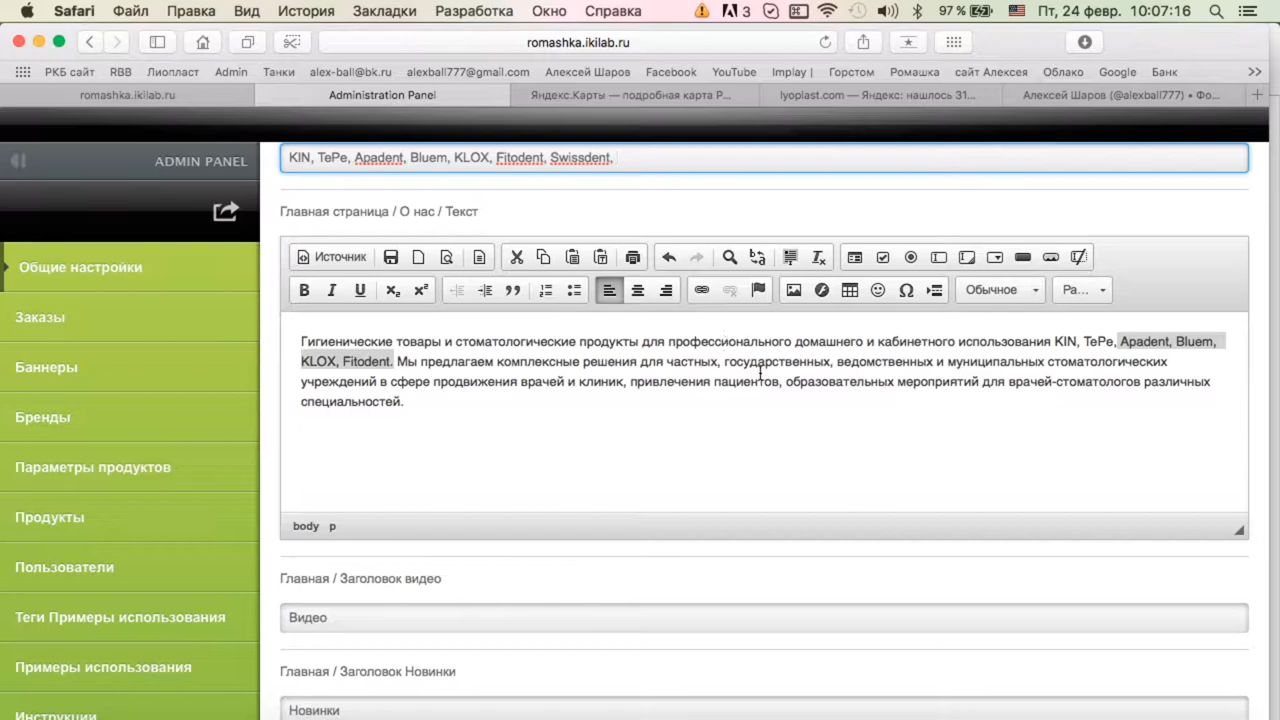 Safari Файл Правка Вид История Закладки Разработка Окно Справка 3 97 % Пт, 24 февр. 10:07:16
romashka.ikilab.ru
РКБ сайт RBB Лиопласт Admin Танки alex-ball@bk.ru alexball777@gmail.com Алексей Шаров Facebook YouTube Implay | Горстом Ромашка сайт Алексея Облако Google Банк
romashka.ikilab.ru Administration Panel Яндекс.Карты — подробная карта Р... lyoplast.com — Яндекс: нашлось 31... Алексей Шаров (@alexball777) • Фо...
ADMIN PANEL
KIN, TePe, Apadent, Bluem, KLOX, Fitodent, Swissdent,
Главная страница / О нас / Текст
Источник
Обычное Ра...
Общие настройки
Заказы
Баннеры
Бренды
Параметры продуктов
Продукты
Пользователи
Теги Примеры использования
Примеры использования
Инструкции
Гигиенические товары и стоматологические продукты для профессионального домашнего и кабинетного использования KIN, TePe, Apadent, Bluem,
KLOX, Fitodent. Мы предлагаем комплексные решения для частных, государственных, ведомственных и муниципальных стоматологических
учреждений в сфере продвижения врачей и клиник, привлечения пациентов, образовательных мероприятий для врачей-стоматологов различных
специальностей.
body p
Главная / Заголовок видео
Видео
Главная / Заголовок Новинки
Новинки